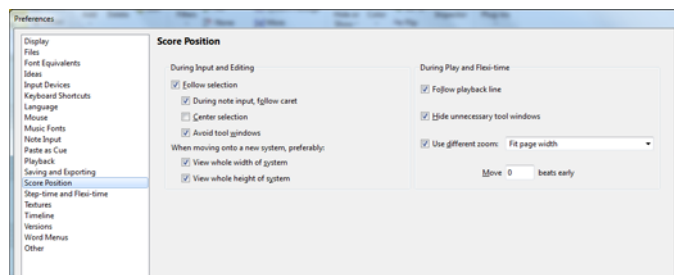 Preferences
Display
Files
Font Equivalents
Ideas
Input Devices
Keyboard Shortcuts
Language
Mouse
Music Fonts
Note Input
Paste as Cue
Playback
Saving and Exporting
Score Position
Step-time and Flexi-time
Textures
Timeline
Versions
Word Menus
Other
Score Position
During Input and Editing
Follow selection
During note input, follow caret
Center selection
Avoid tool windows
When moving onto a new system, preferably:
View whole width of system
View whole height of system
During Play and Flexi-time
Follow playback line
Hide unnecessary tool windows
Use different zoom: Fit page width
Move 0 beats early